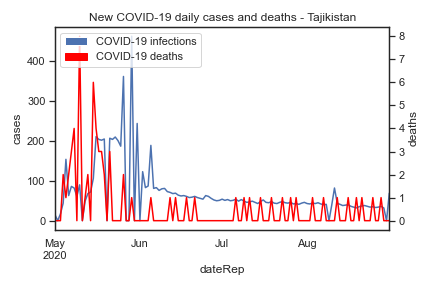 New COVID-19 daily cases and deaths - Tajikistan
COVID-19 infections
COVID-19 deaths
400
300
200
100
0
cases
8
7
6
5
4
3
2
1
0
deaths
May
2020
Jun
Jul
Aug
dateRep